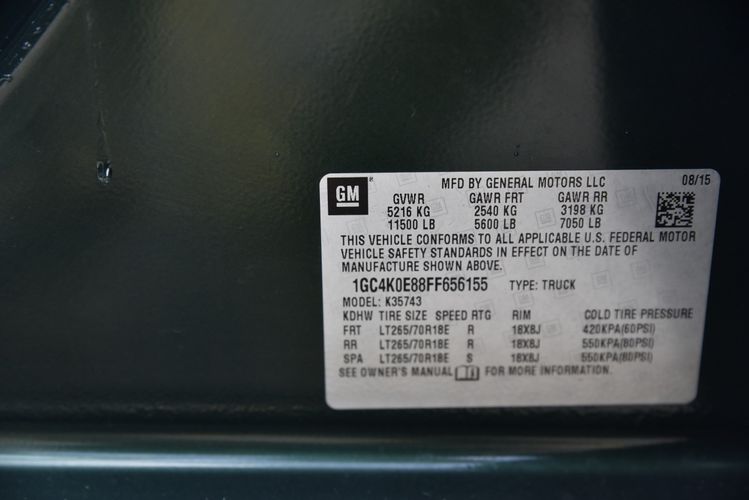 GM
MFD BY GENERAL MOTORS LLC 08/15
GVWR GAWR FRT GAWR RR
5216 KG 2540 KG 3198 KG
11500 LB 5600 LB 7050 LB
THIS VEHICLE CONFORMS TO ALL APPLICABLE U.S. FEDERAL MOTOR
VEHICLE SAFETY STANDARDS IN EFFECT ON THE DATE OF
MANUFACTURE SHOWN ABOVE.
1GC4K0E88FF656155 TYPE: TRUCK
MODEL: K35743
KDHW TIRE SIZE SPEED RTG RIM COLD TIRE PRESSURE
FRT LT265/70R18E R 18X8J 420KPA(60PSI)
RR LT265/70R18E R 18X8J 550KPA(80PSI)
SPA LT265/70R18E S 18X8J 550KPA(80PSI)
SEE OWNER'S MANUAL FOR MORE INFORMATION.